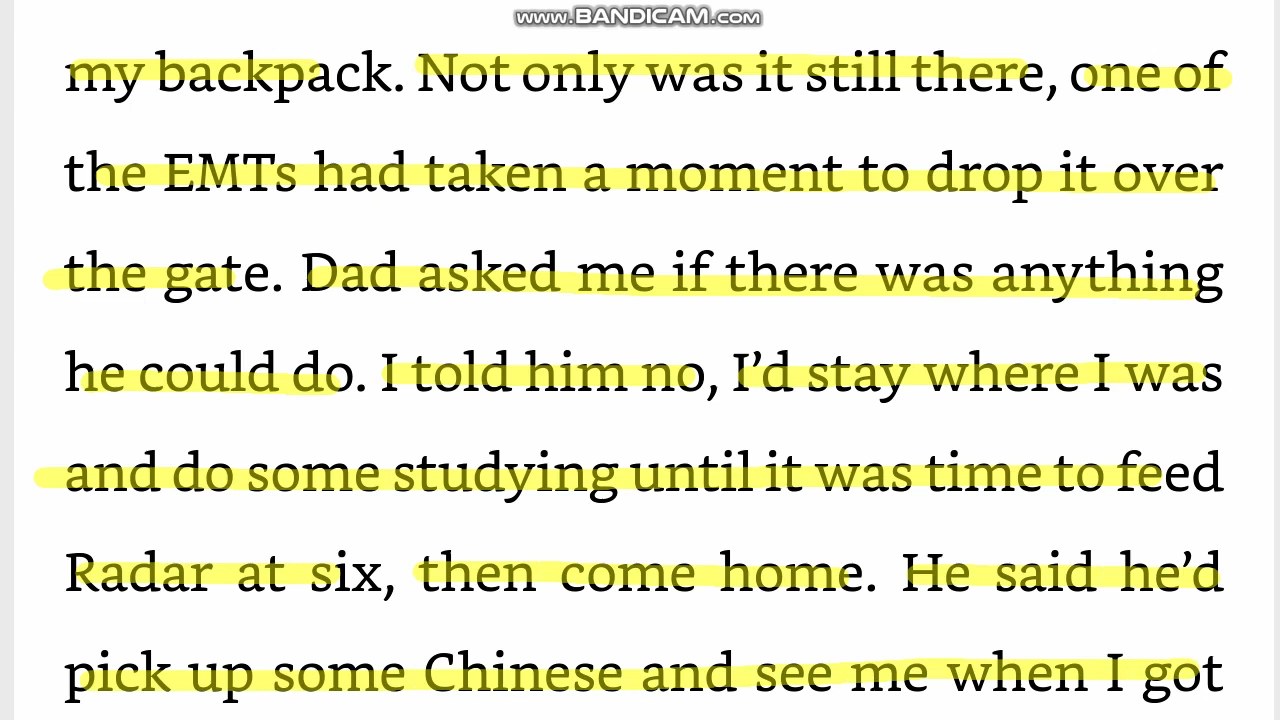 www.BANDICAM.com
my backpack. Not only was it still there, one of
the EMTs had taken a moment to drop it over
the gate. Dad asked me if there was anything
he could do. I told him no, I’d stay where I was
and do some studying until it was time to feed
Radar at six, then come home. He said he’d
pick up some Chinese and see me when I got